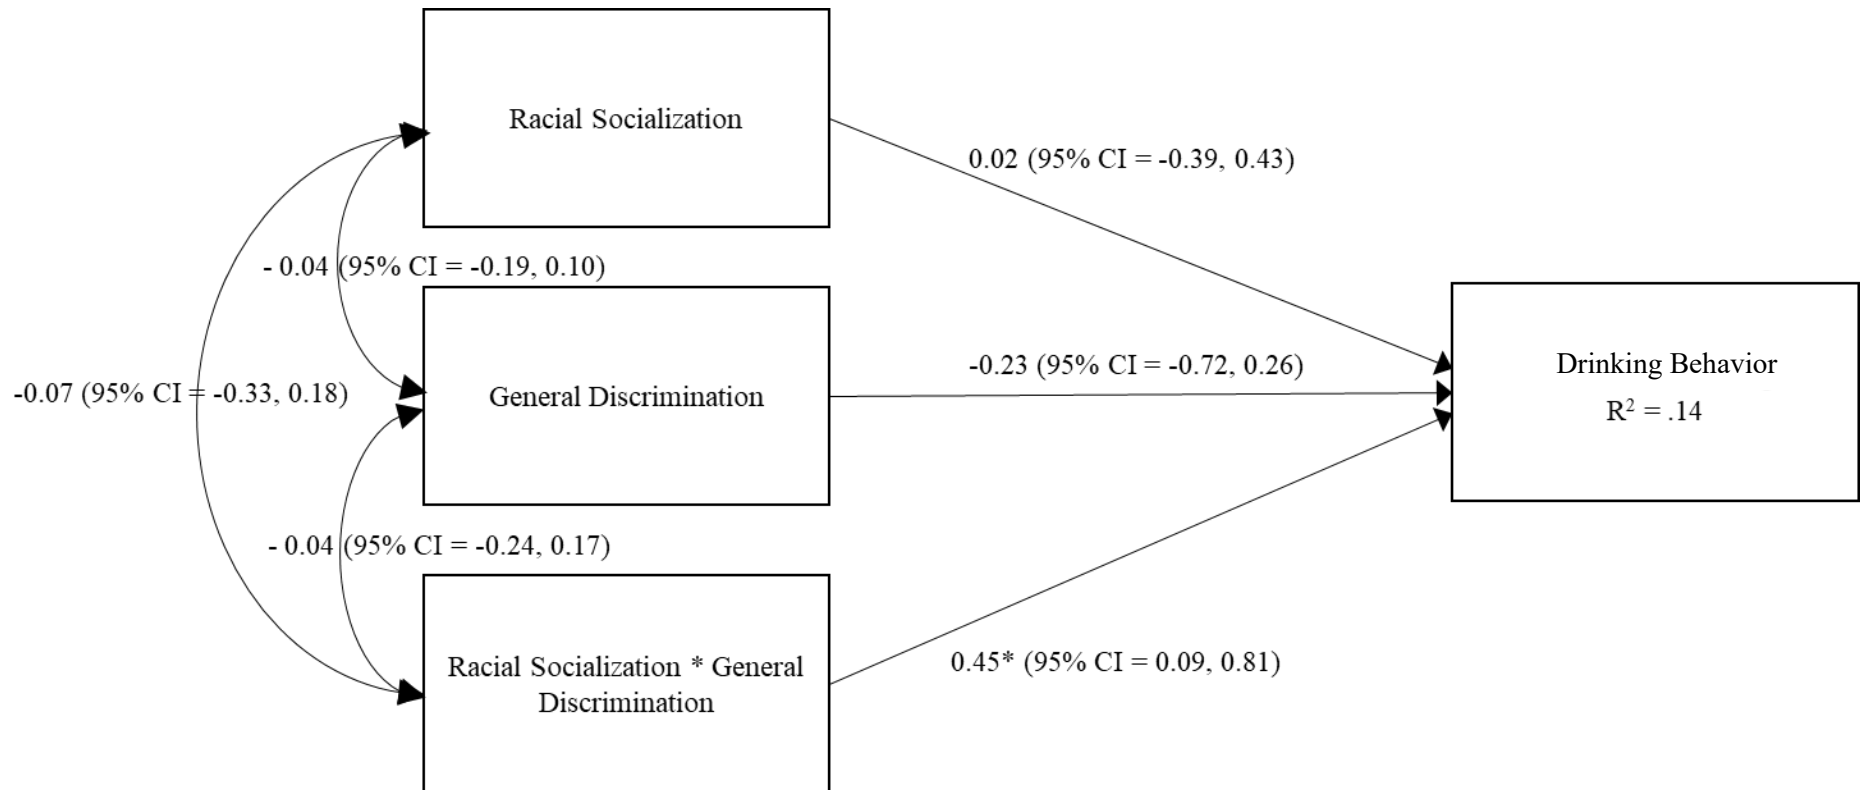 Racial Socialization
0.02 (95% CI = -0.39, 0.43)
- 0.04 (95% CI = -0.19, 0.10)
-0.07 (95% CI = -0.33, 0.18)
General Discrimination
-0.23 (95% CI = -0.72, 0.26)
Drinking Behavior
R² = .14
- 0.04 (95% CI = -0.24, 0.17)
Racial Socialization * General
Discrimination
0.45* (95% CI = 0.09, 0.81)